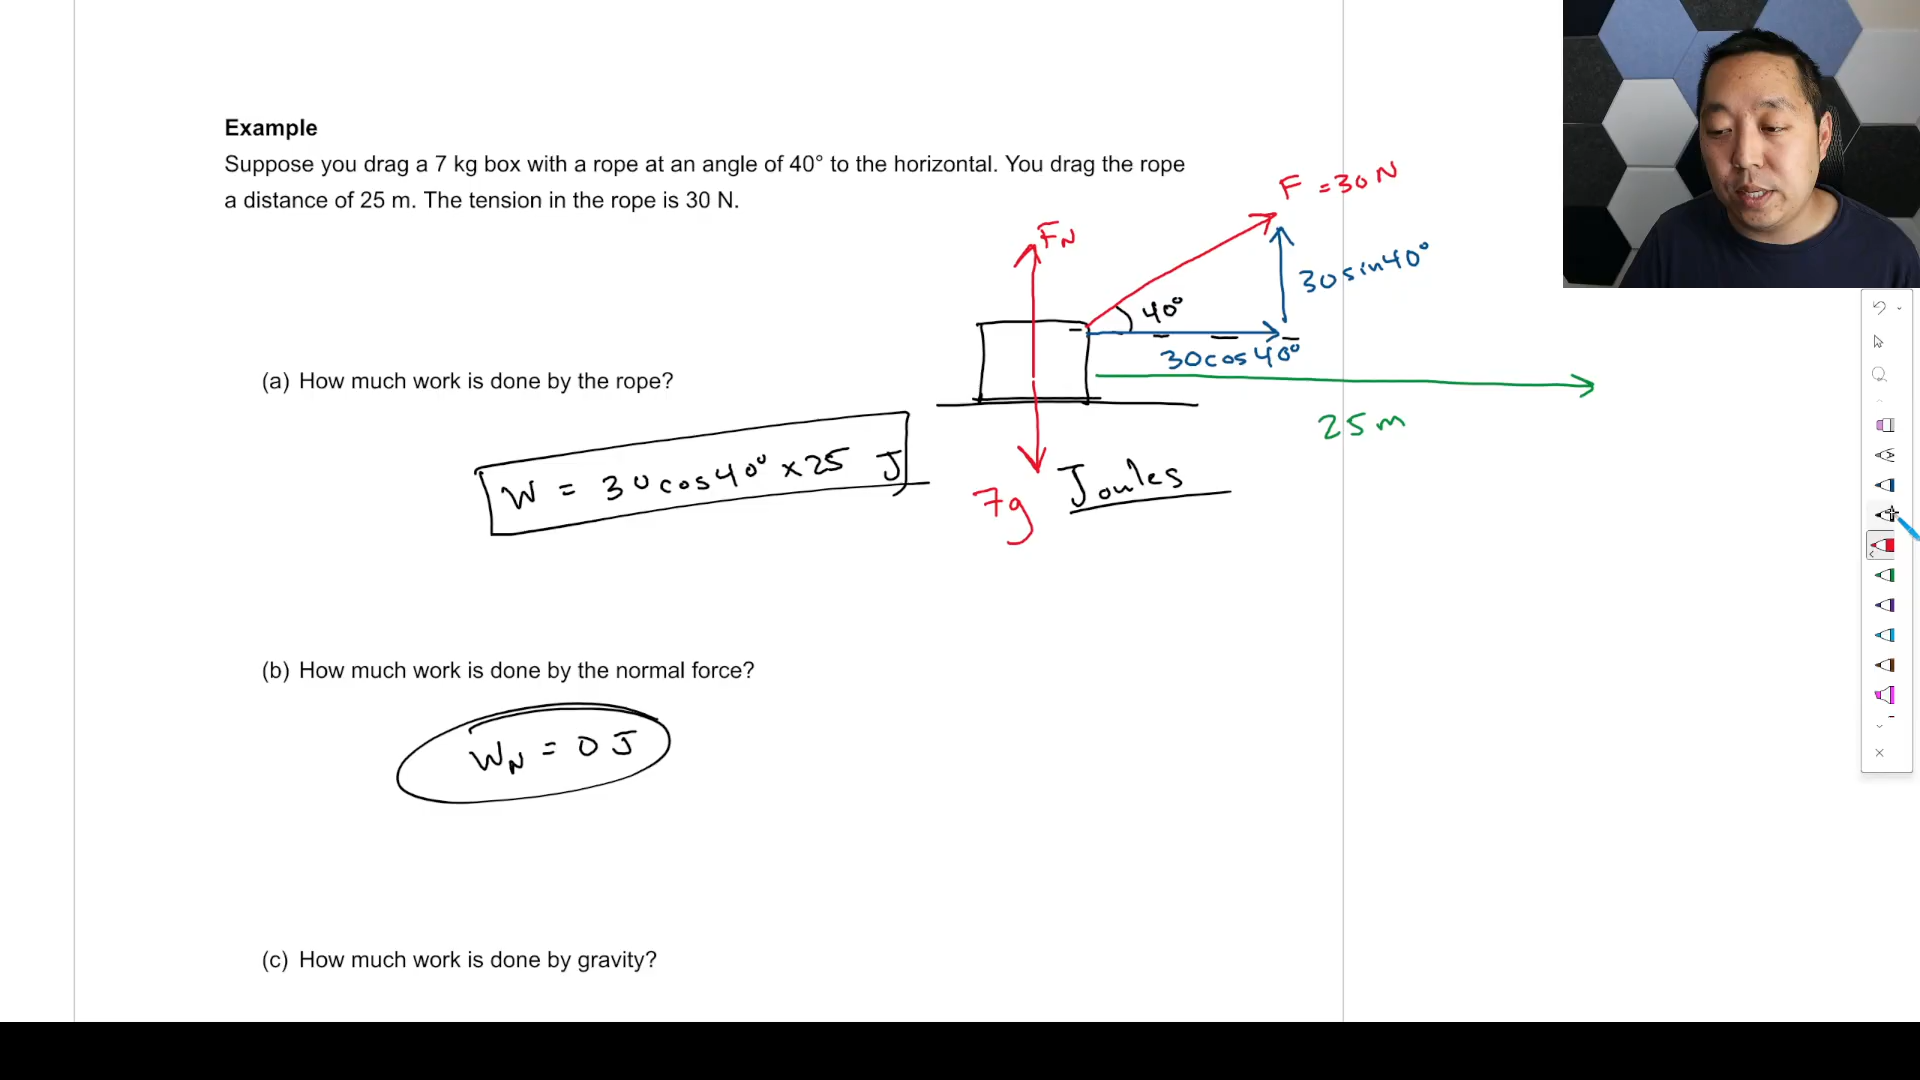 Example
Suppose you drag a 7 kg box with a rope at an angle of 40° to the horizontal. You drag the rope
a distance of 25 m. The tension in the rope is 30 N.
F = 30 N
F_N
30sin40°
40°
30cos40°
25 m
(a) How much work is done by the rope?
W = 30cos40° x 25 J
7g
Joules
(b) How much work is done by the normal force?
W_N = 0 J
(c) How much work is done by gravity?